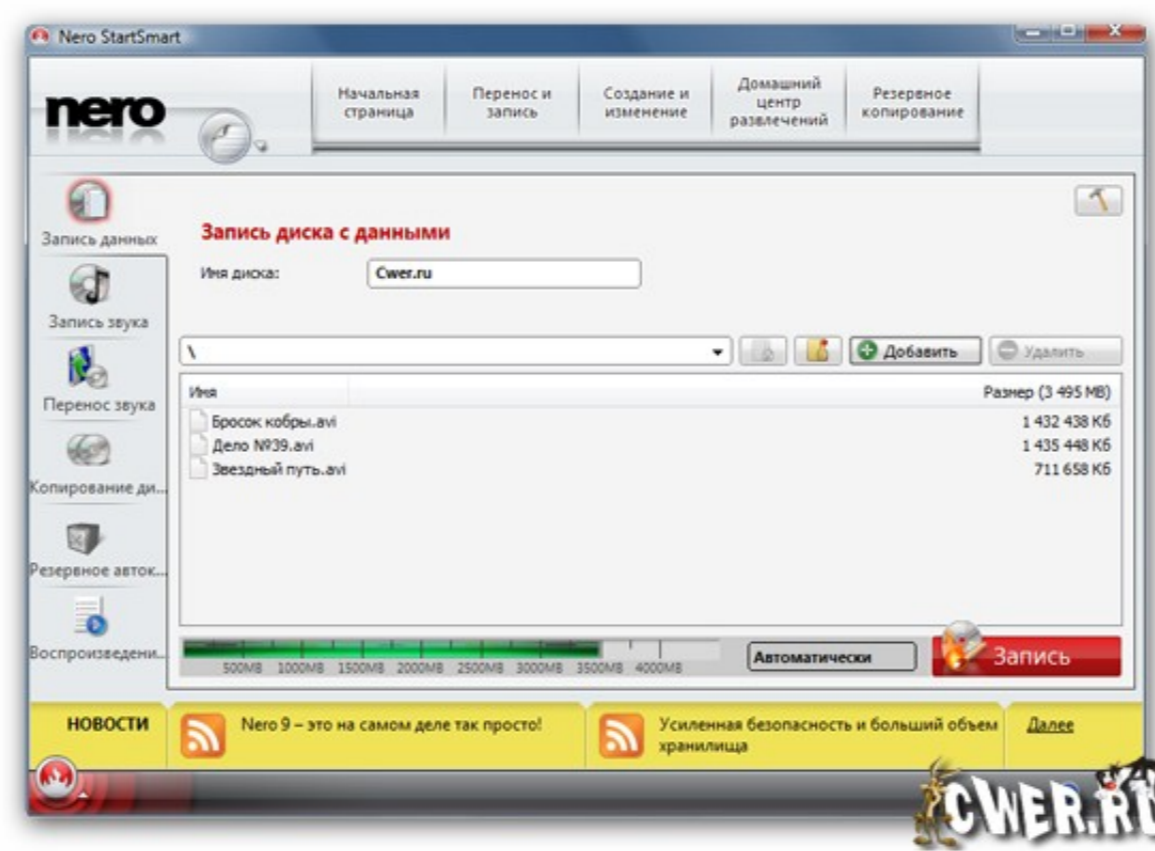 Nero StartSmart
nero
Начальная
страница
Перенос и
запись
Создание и
изменение
Домашний
центр
развлечений
Резервное
копирование
Запись данных
Запись звука
Перенос звука
Копирование ди...
Резервное авток...
Воспроизведени...
Запись диска с данными
Имя диска:
Cwer.ru
\
Добавить
Удалить
Имя
Размер (3 495 MB)
Бросок кобры.avi
1 432 438 Кб
Дело №39.avi
1 435 448 Кб
Звездный путь.avi
711 658 Кб
500MB 1000MB 1500MB 2000MB 2500MB 3000MB 3500MB 4000MB
Автоматически
Запись
НОВОСТИ
Nero 9 – это на самом деле так просто!
Усиленная безопасность и больший объем
хранилища
Далее
CWER.RU